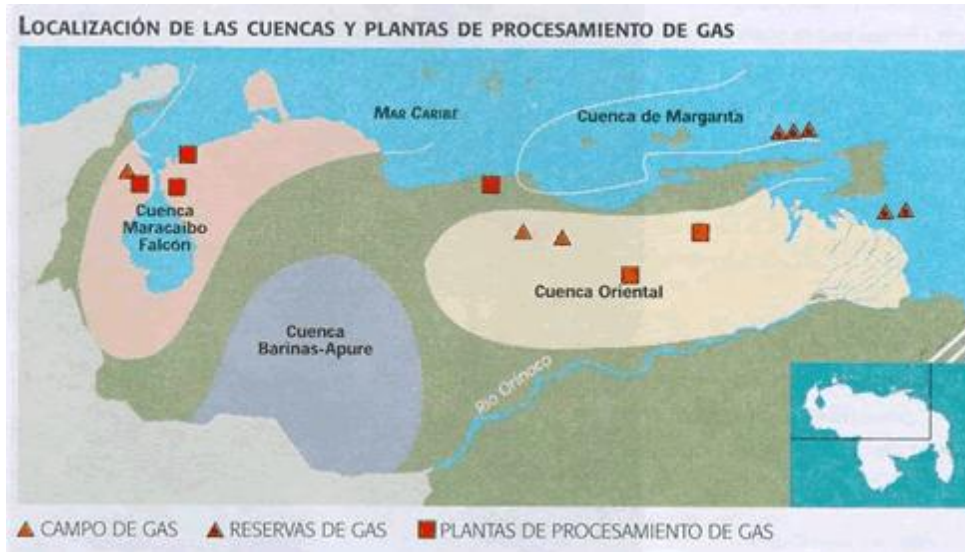 LOCALIZACIÓN DE LAS CUENCAS Y PLANTAS DE PROCESAMIENTO DE GAS
MAR CARIBE
Cuenca de Margarita
Cuenca
Maracaibo
Falcón
Cuenca Oriental
Cuenca
Barinas-Apure
Río Orinoco
CAMPO DE GAS
RESERVAS DE GAS
PLANTAS DE PROCESAMIENTO DE GAS